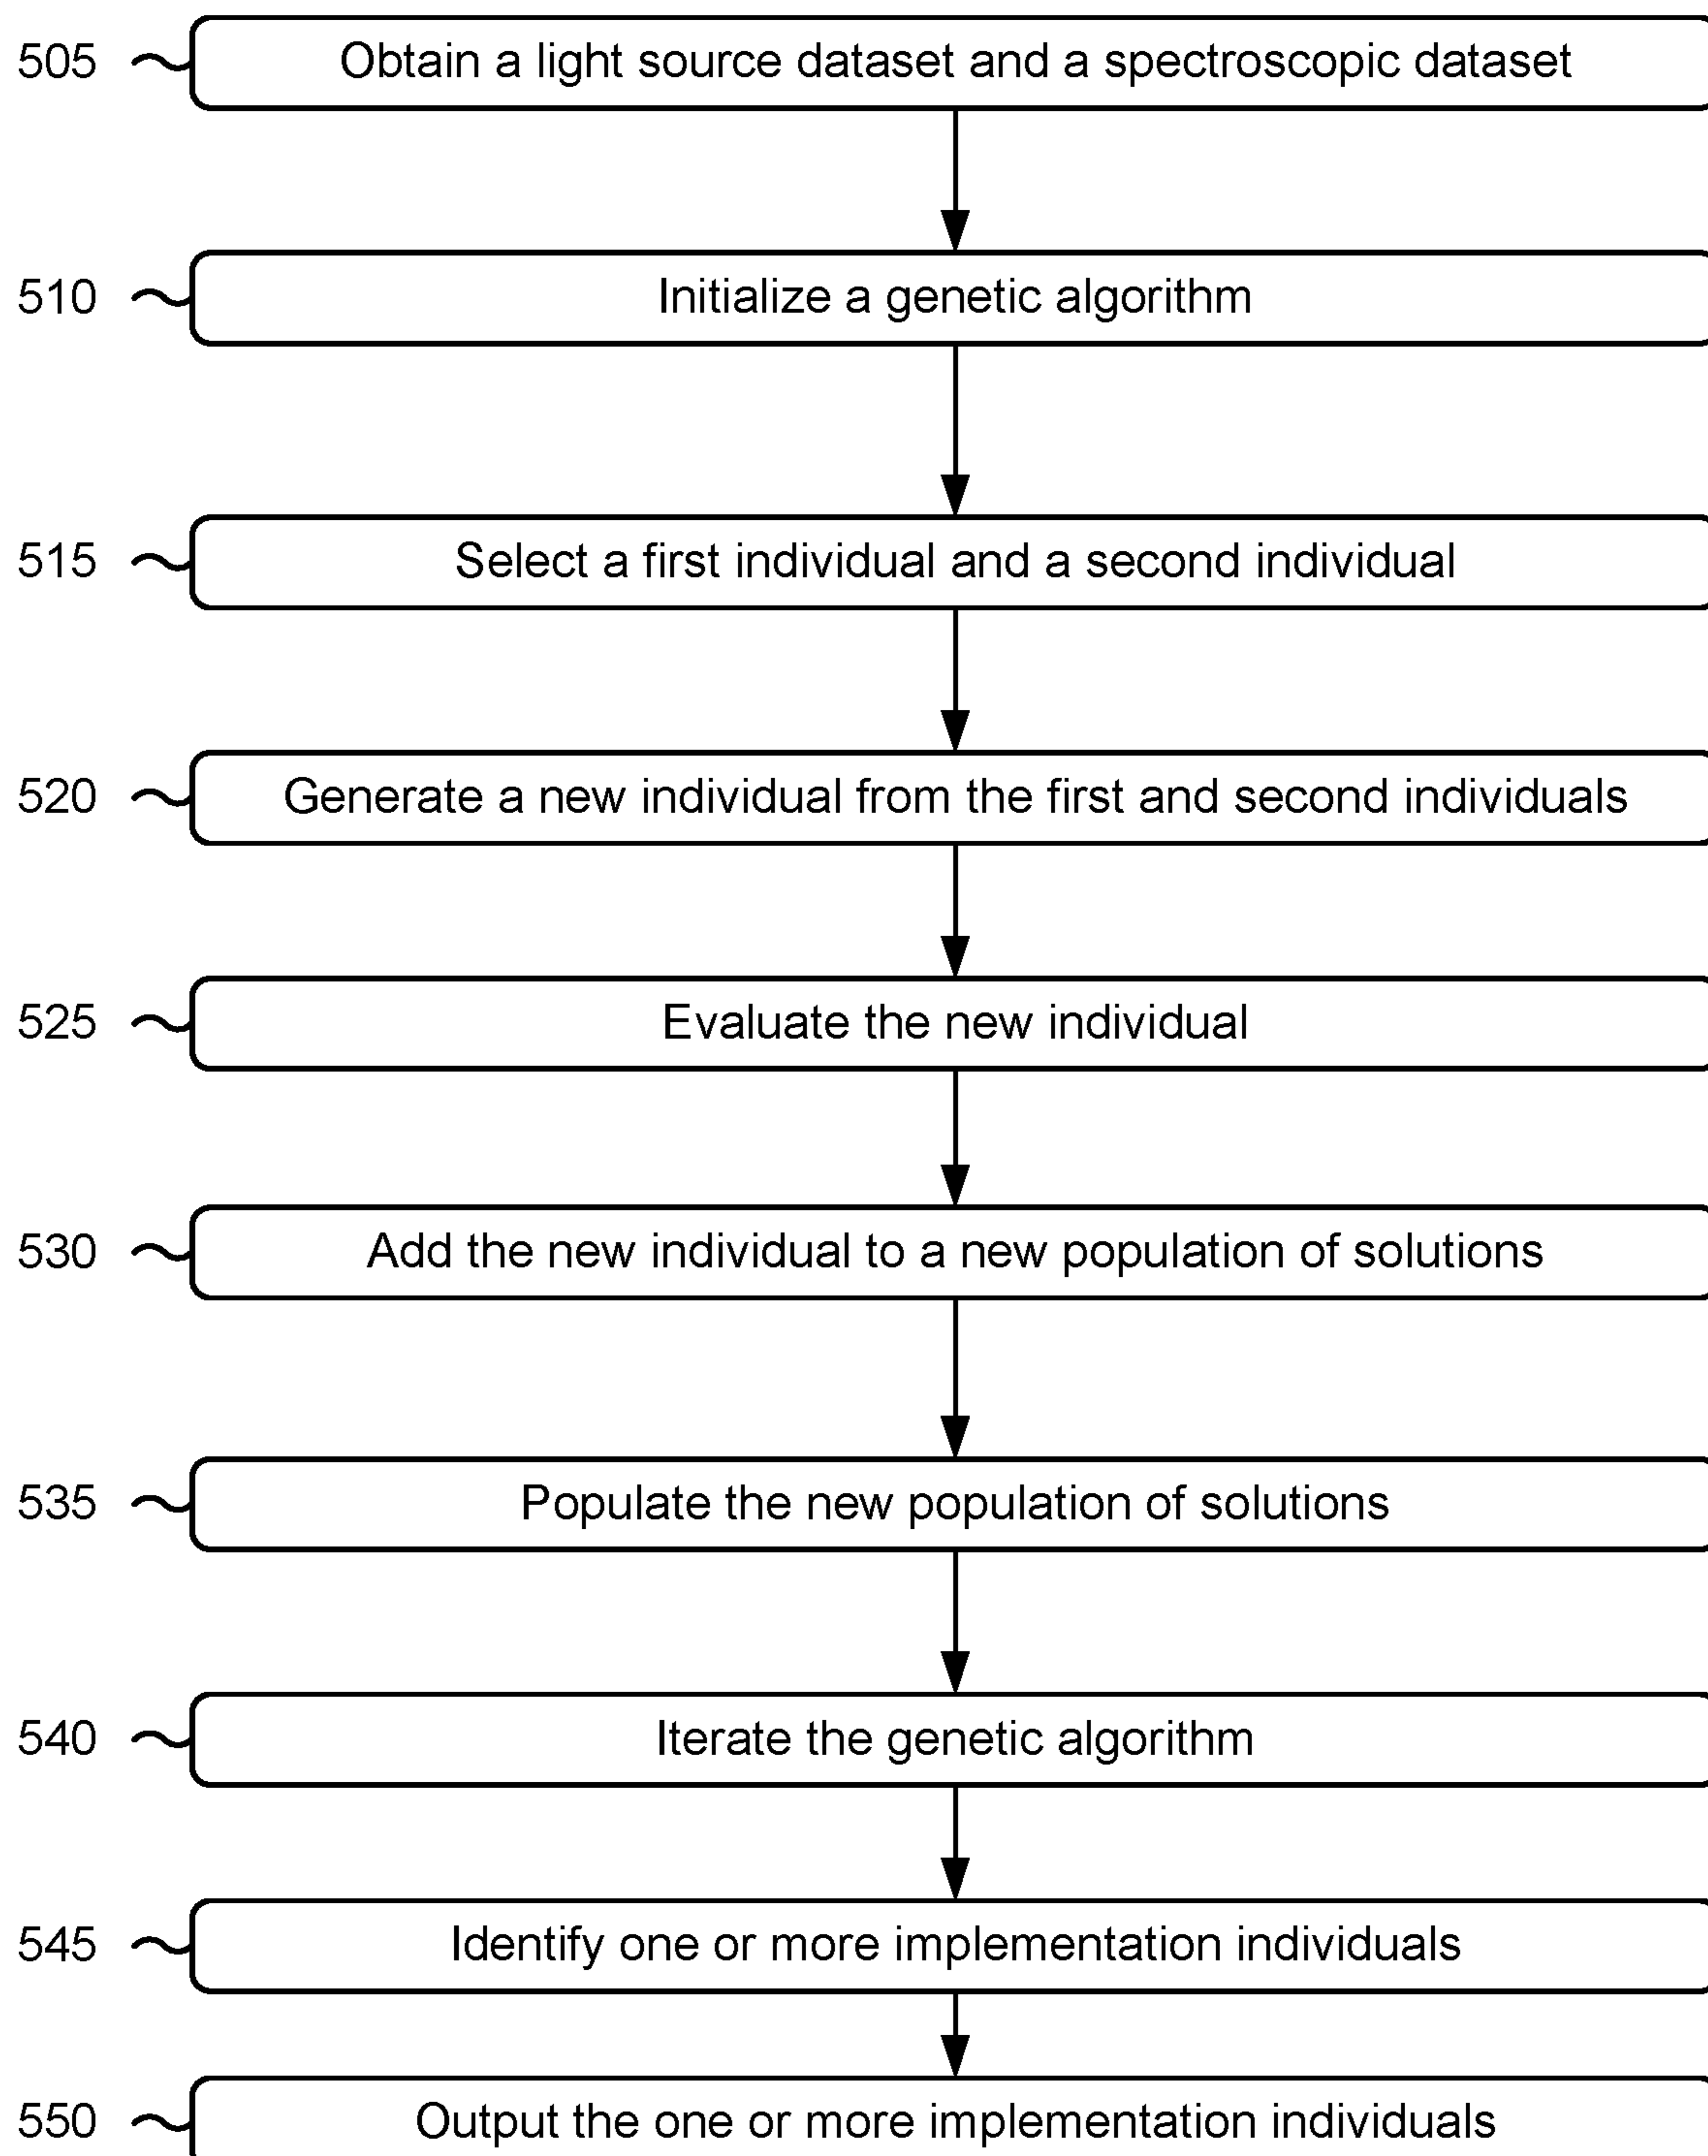 505 Obtain a light source dataset and a spectroscopic dataset
510 Initialize a genetic algorithm
515 Select a first individual and a second individual
520 Generate a new individual from the first and second individuals
525 Evaluate the new individual
530 Add the new individual to a new population of solutions
535 Populate the new population of solutions
540 Iterate the genetic algorithm
545 Identify one or more implementation individuals
550 Output the one or more implementation individuals